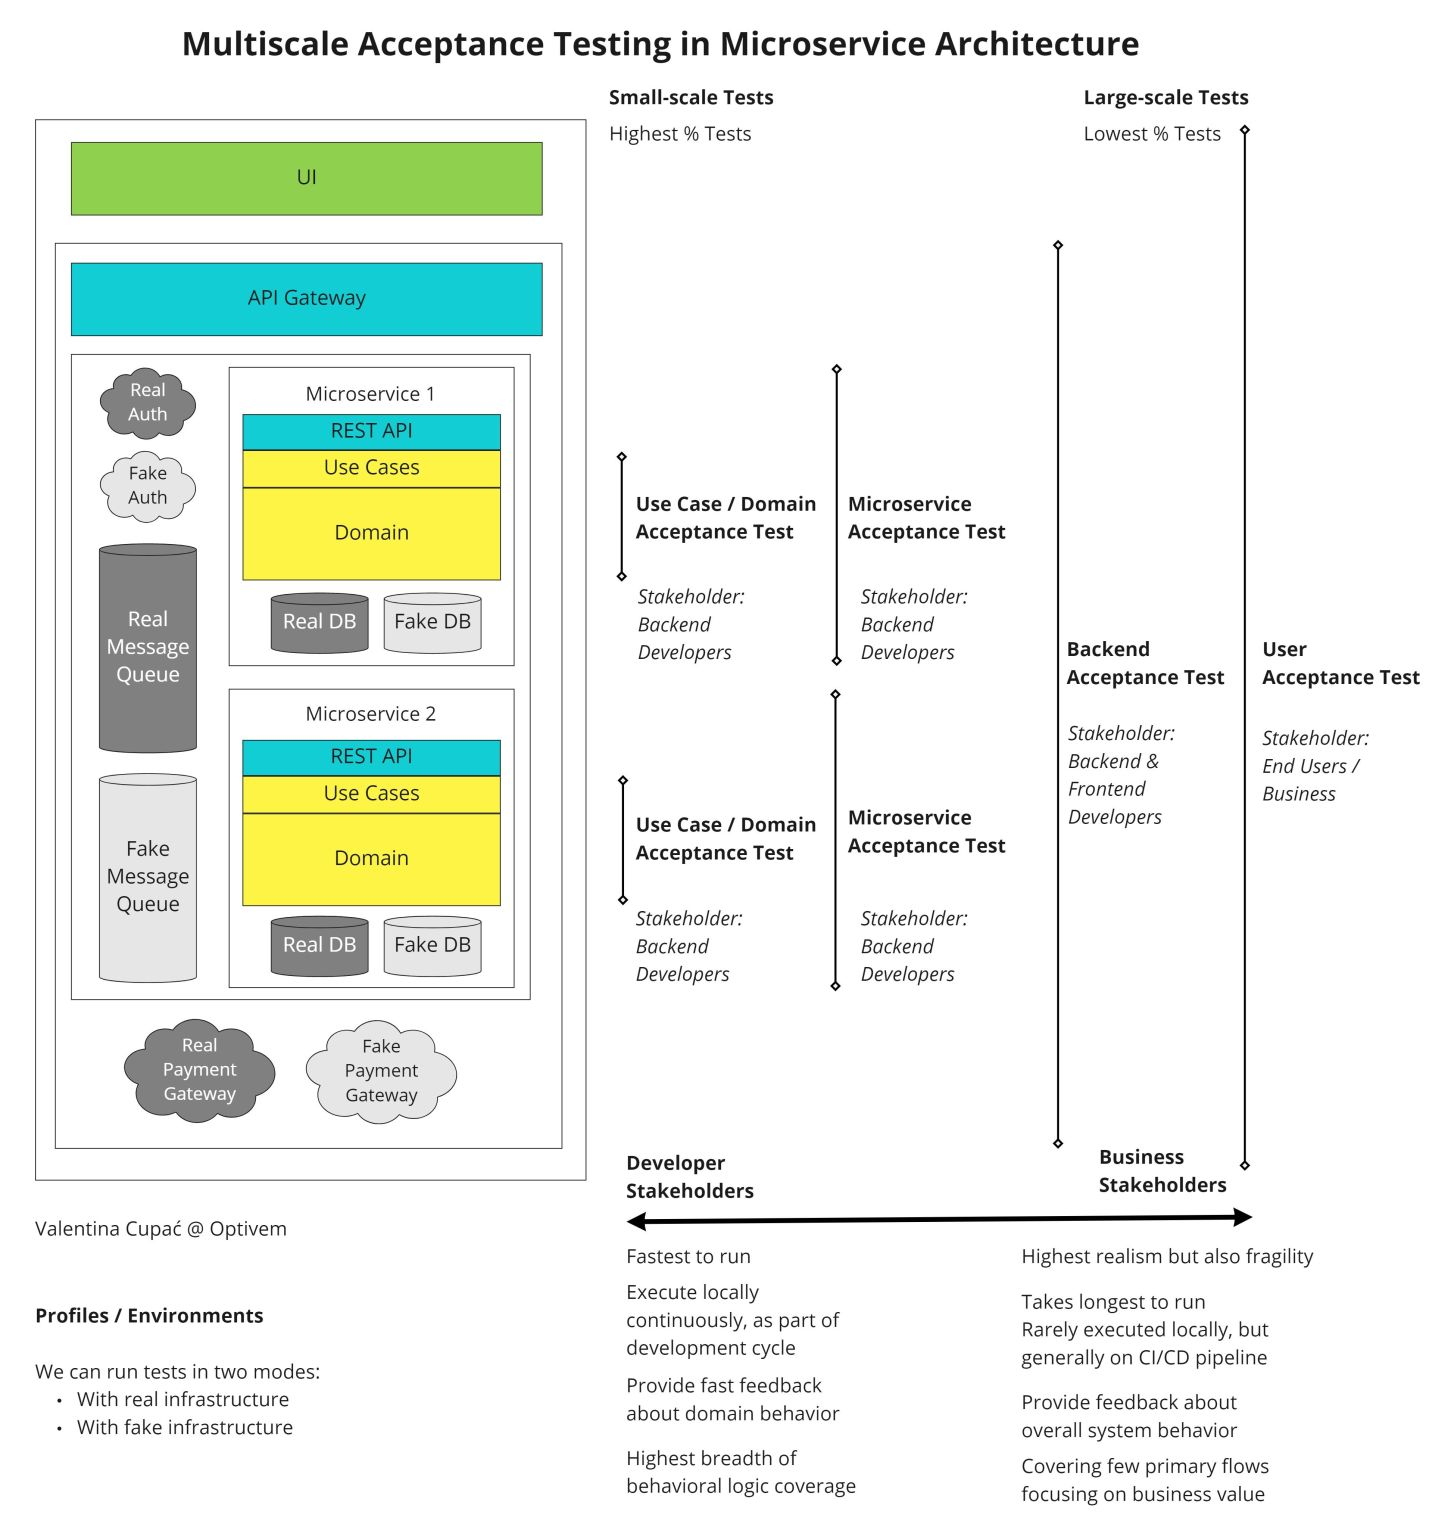 Multiscale Acceptance Testing in Microservice Architecture
Small-scale Tests
Highest % Tests
Large-scale Tests
Lowest % Tests
UI
API Gateway
Real
Auth
Fake
Auth
Real
Message
Queue
Fake
Message
Queue
Microservice 1
REST API
Use Cases
Domain
Real DB
Fake DB
Microservice 2
REST API
Use Cases
Domain
Real DB
Fake DB
Real
Payment
Gateway
Fake
Payment
Gateway
Use Case / Domain
Acceptance Test
Stakeholder:
Backend
Developers
Microservice
Acceptance Test
Stakeholder:
Backend
Developers
Use Case / Domain
Acceptance Test
Stakeholder:
Backend
Developers
Microservice
Acceptance Test
Stakeholder:
Backend
Developers
Backend
Acceptance Test
Stakeholder:
Backend &
Frontend
Developers
User
Acceptance Test
Stakeholder:
End Users /
Business
Developer
Stakeholders
Business
Stakeholders
Valentina Cupać @ Optivem
Profiles / Environments
We can run tests in two modes:
• With real infrastructure
• With fake infrastructure
Fastest to run
Execute locally
continuously, as part of
development cycle
Provide fast feedback
about domain behavior
Highest breadth of
behavioral logic coverage
Highest realism but also fragility
Takes longest to run
Rarely executed locally, but
generally on CI/CD pipeline
Provide feedback about
overall system behavior
Covering few primary flows
focusing on business value